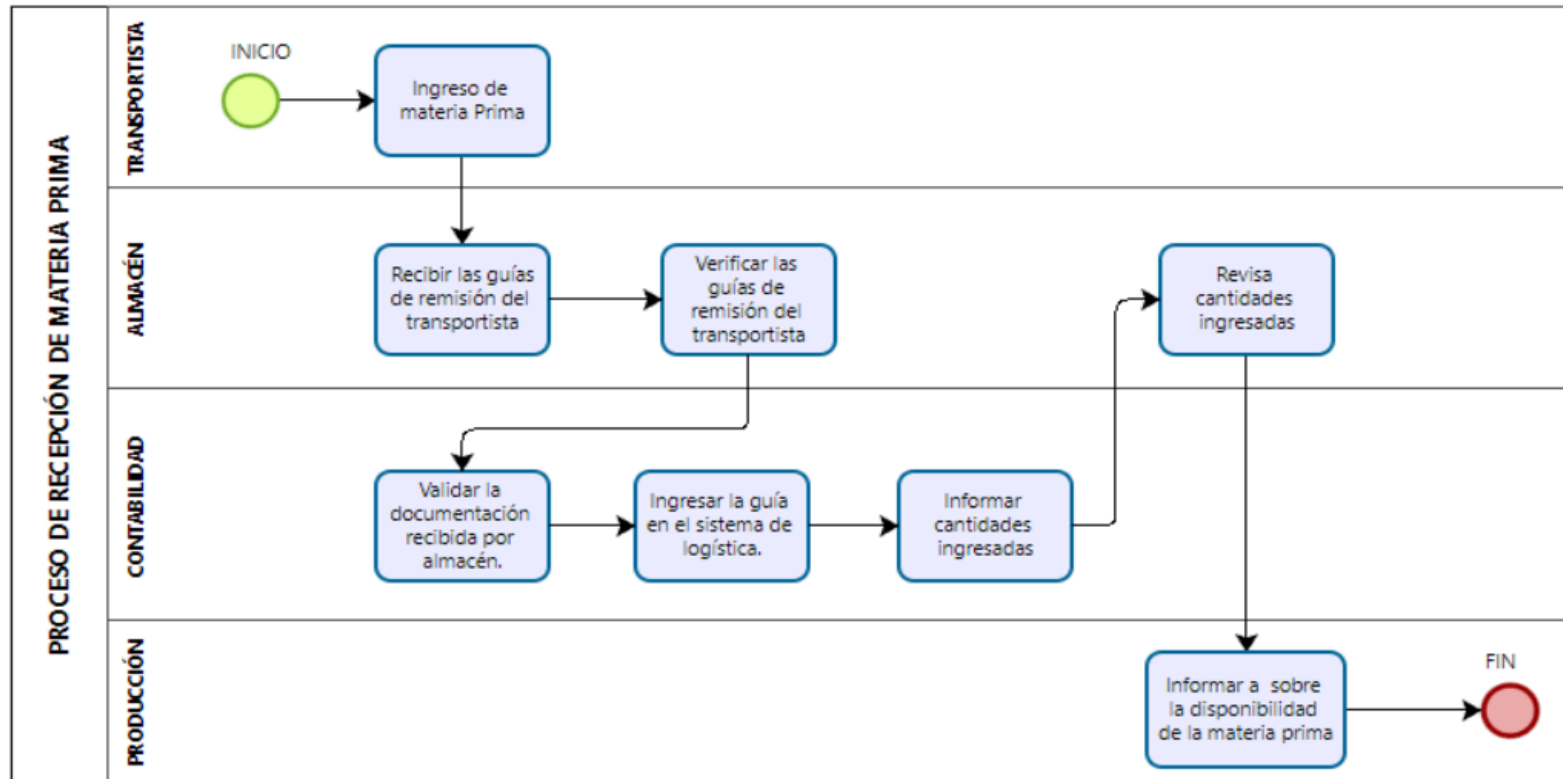 PROCESO DE RECEPCIÓN DE MATERIA PRIMA
TRANSPORTISTA
INICIO
Ingreso de
materia Prima
ALMACÉN
Recibir las guías
de remisión del
transportista
Verificar las
guías de
remisión del
transportista
Revisa
cantidades
ingresadas
CONTABILIDAD
Validar la
documentación
recibida por
almacén.
Ingresar la guía
en el sistema de
logística.
Informar
cantidades
ingresadas
PRODUCCIÓN
Informar a sobre
la disponibilidad
de la materia prima
FIN